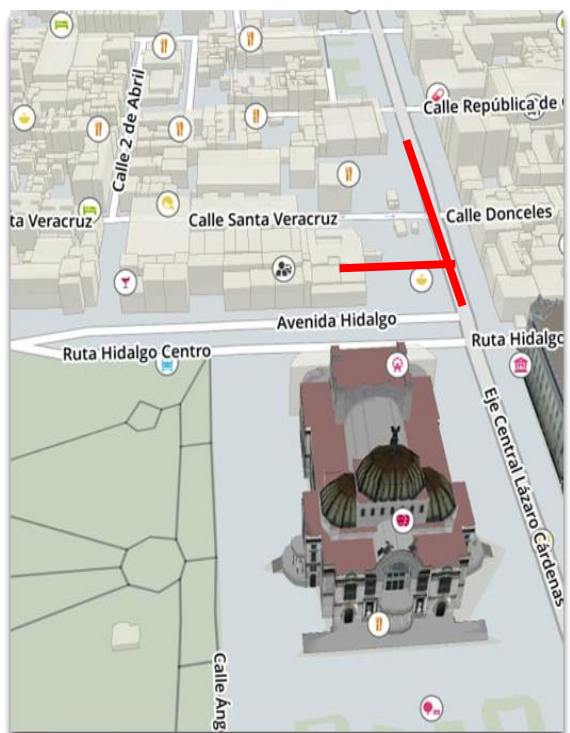 Calle República de
Calle 2 de Abril
ta Veracruz
Calle Santa Veracruz
Calle Donceles
Avenida Hidalgo
Ruta Hidalgo Centro
Ruta Hidalgo
Eje Central Lázaro Cárdenas
Calle Áng